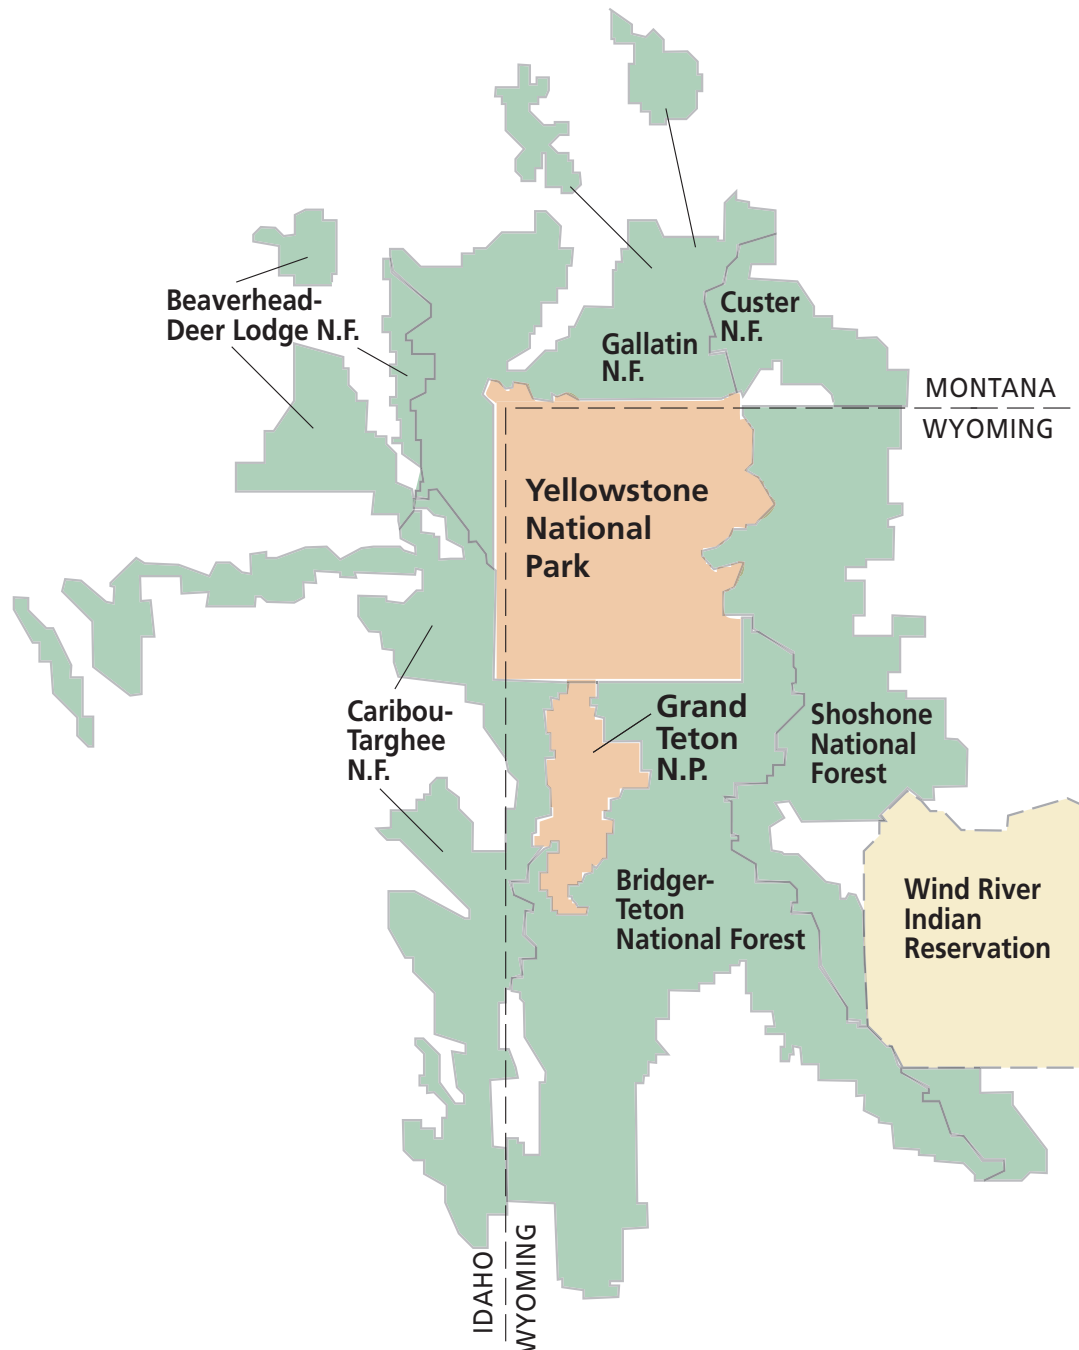 Beaverhead-
Deer Lodge N.F.
Custer
N.F.
Gallatin
N.F.
MONTANA
WYOMING
Yellowstone
National
Park
Caribou-
Targhee
N.F.
Grand
Teton
N.P.
Shoshone
National
Forest
Bridger-
Teton
National Forest
Wind River
Indian
Reservation
IDAHO
WYOMING